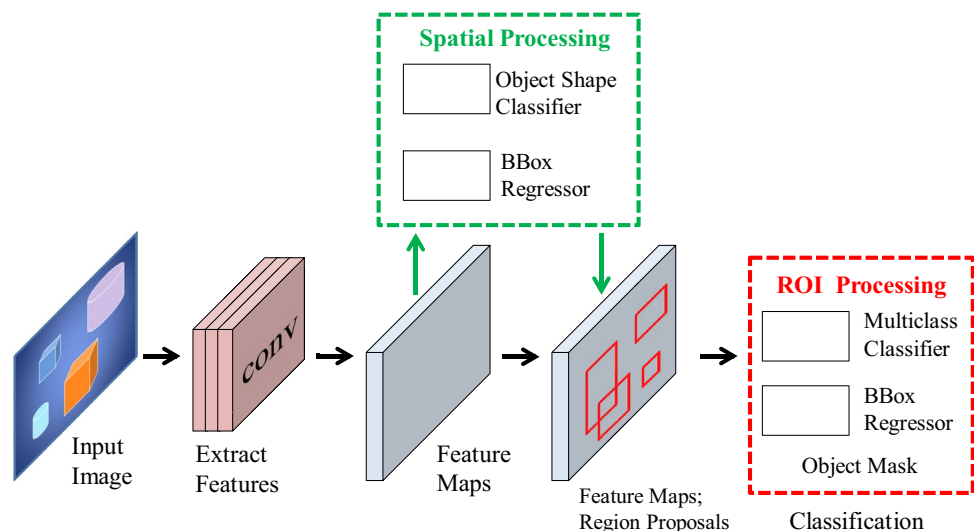 Spatial Processing
Object Shape
Classifier
BBox
Regressor
conv
Input
Image
Extract
Features
Feature
Maps
Feature Maps;
Region Proposals
ROI Processing
Multiclass
Classifier
BBox
Regressor
Object Mask
Classification